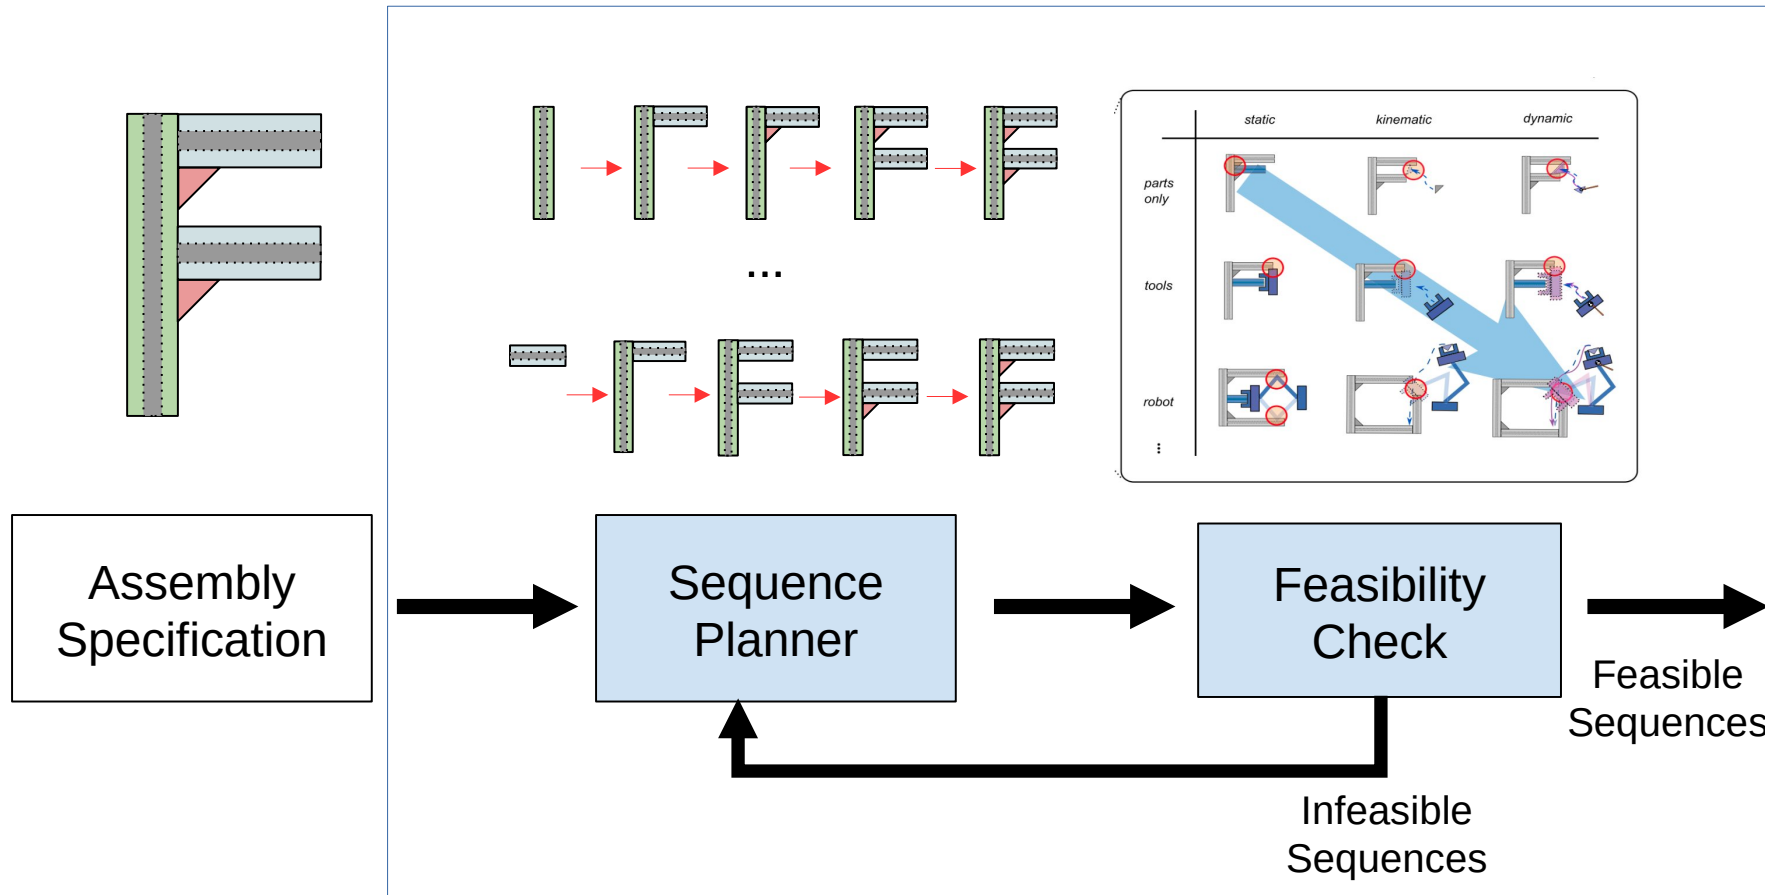 ...
static kinematic dynamic
parts
only
tools
robot
...
Assembly
Specification
Sequence
Planner
Feasibility
Check
Feasible
Sequences
Infeasible
Sequences